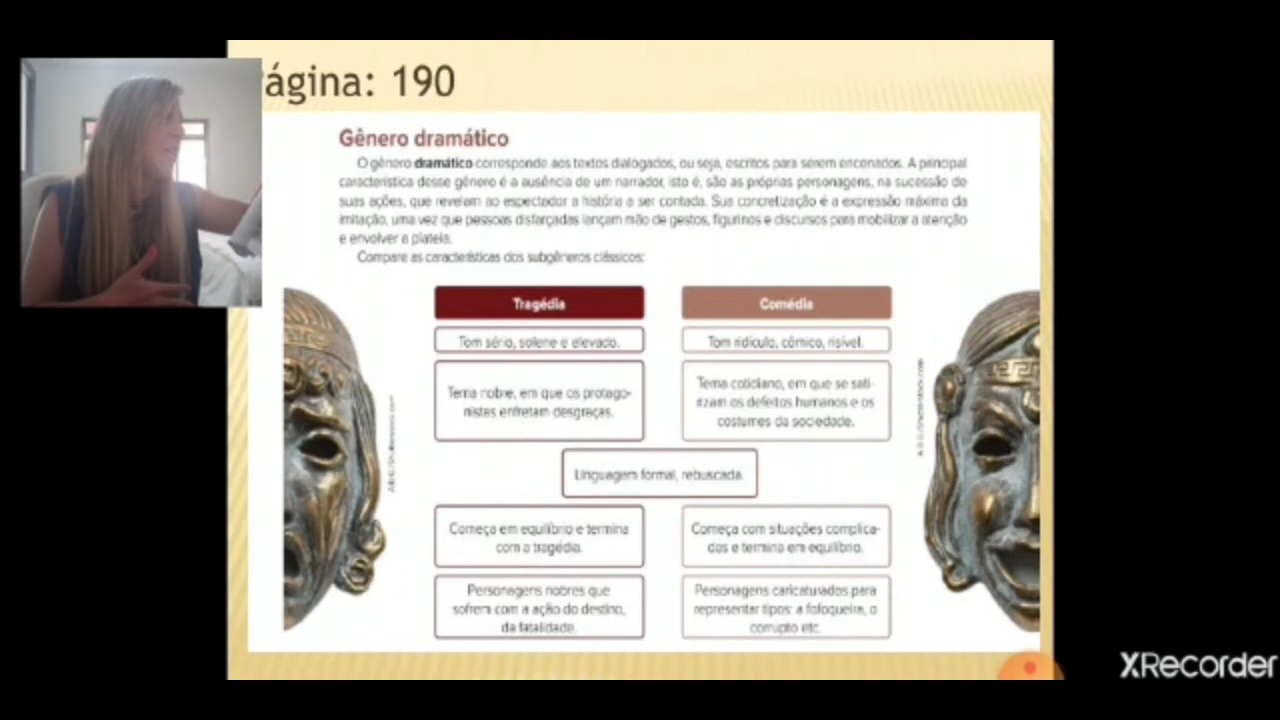 Página: 190
Gênero dramático
O gênero dramático corresponde aos textos dialogados, ou seja, escritos para serem encenados. A principal
característica desse gênero é a ausência de um narrador, isto é, são as próprias personagens, na sucessão de
suas ações, que revelam ao espectador a história a ser contada. Sua concretização é a expressão máxima da
imitação, uma vez que pessoas disfarçadas lançam mão de gestos, figurinos e discursos para mobilizar a atenção
e envolver a plateia.
Compare as características dos subgêneros clássicos:
Tragédia
Tom sério, solene e elevado.
Tema nobre, em que os protago-
nistas enfretam desgraças.
Comédia
Tom ridículo, cômico, risível.
Tema cotidiano, em que se sati-
rizam os defeitos humanos e os
costumes da sociedade.
Linguagem formal, rebuscada.
Começa em equilíbrio e termina
com a tragédia.
Começa com situações complica-
das e termina em equilíbrio.
Personagens nobres que
sofrem com a ação do destino,
da fatalidade.
Personagens caricaturados para
representar tipos: a fofoqueira, o
corrupto etc.
XRecorder